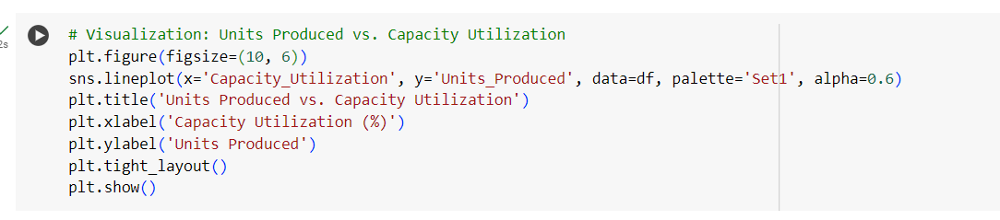 # Visualization: Units Produced vs. Capacity Utilization
plt.figure(figsize=(10, 6))
2s
sns.lineplot(x='Capacity_Utilization', y='Units_Produced', data=df, palette='Set1', alpha=0.6)
plt.title('Units Produced vs. Capacity Utilization')
plt.xlabel('Capacity Utilization (%)')
plt.ylabel('Units Produced')
plt.tight_layout()
plt.show()